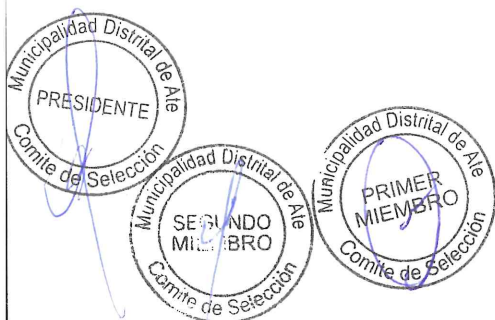 Municipalidad Distrital de Ate
PRESIDENTE
Comite de Selección
Municipalidad Distrital de Ate
SEGUNDO
MIEMBRO
Comite de Selección
Municipalidad Distrital de Ate
PRIMER
MIEMBRO
Comite de Selección